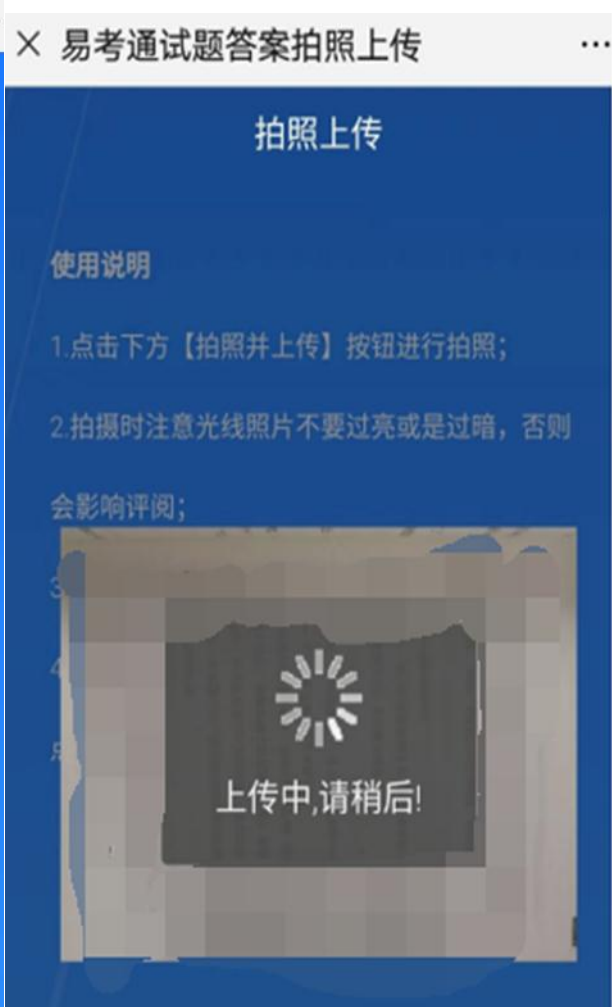 易考通试题答案拍照上传
拍照上传
使用说明
1.点击下方【拍照并上传】按钮进行拍照；
2.拍摄时注意光线照片不要过亮或是过暗，否则
会影响评阅；
3
4
上传中,请稍后!